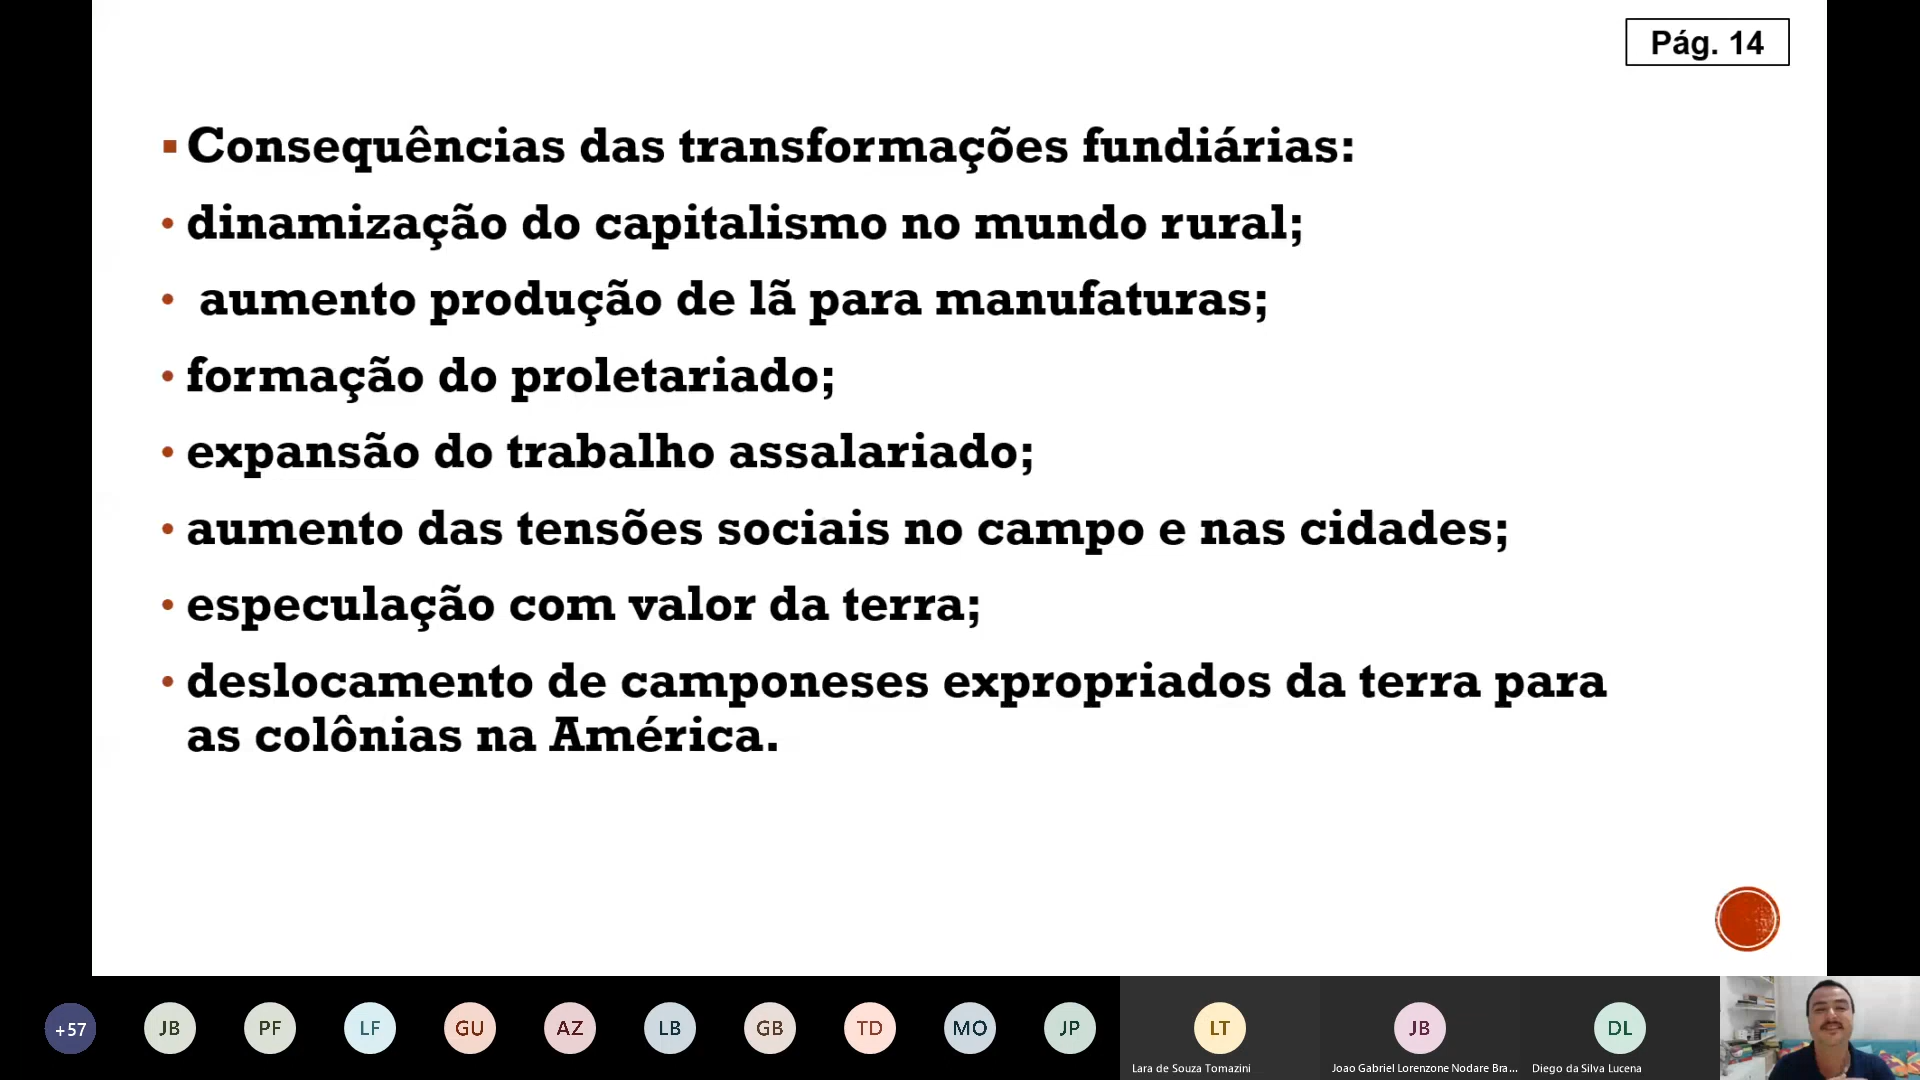 Pág. 14
Consequências das transformações fundiárias:
dinamização do capitalismo no mundo rural;
aumento produção de lã para manufaturas;
formação do proletariado;
expansão do trabalho assalariado;
aumento das tensões sociais no campo e nas cidades;
especulação com valor da terra;
deslocamento de camponeses expropriados da terra para
as colônias na América.
+57 JB PF LF GU AZ LB GB TD MO JP LT JB DL
Lara de Souza Tomazini Joao Gabriel Lorenzone Nodare Bra... Diego da Silva Lucena